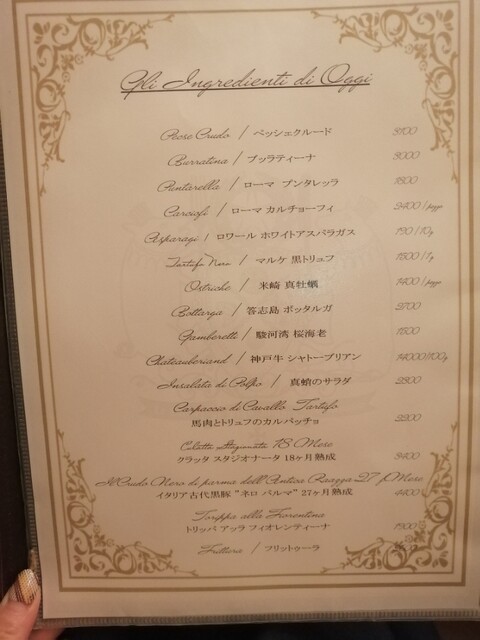 Gli Ingredienti di Oggi
Pesse Crudo / ペッシェクルード 3100
Burratina / ブッラティーナ 3000
Puntarella / ローマ プンタレッラ 1800
Carciofi / ローマ カルチョーフィ 2400 / pezzo
Asparagi / ロワール ホワイトアスパラガス 190 / 10g
Tartufo Nero / マルケ 黒トリュフ 1800 / 1g
Ostriche / 米崎 真牡蠣 1400 / pezzo
Bottarga / 答志島 ボッタルガ 2700
Gamberetti / 駿河湾 桜海老 1800
Chateaubriand / 神戸牛 シャトーブリアン 14000/100g
Insalata di Polpo / 真蛸のサラダ 2800
Carpaccio di Cavallo Tartufo
馬肉とトリュフのカルパッチョ 3200
Culatta Stagionata 18 Mese
クラッタ スタジオナータ 18ヶ月熟成 3400
Il Crudo Nero di parma dell'Antica Razza 27 Mese
イタリア古代黒豚 "ネロ パルマ" 27ヶ月熟成 4400
Torippa alla Fiorentina
トリッパ アッラ フィオレンティーナ 1900
Frittura / フリットゥーラ